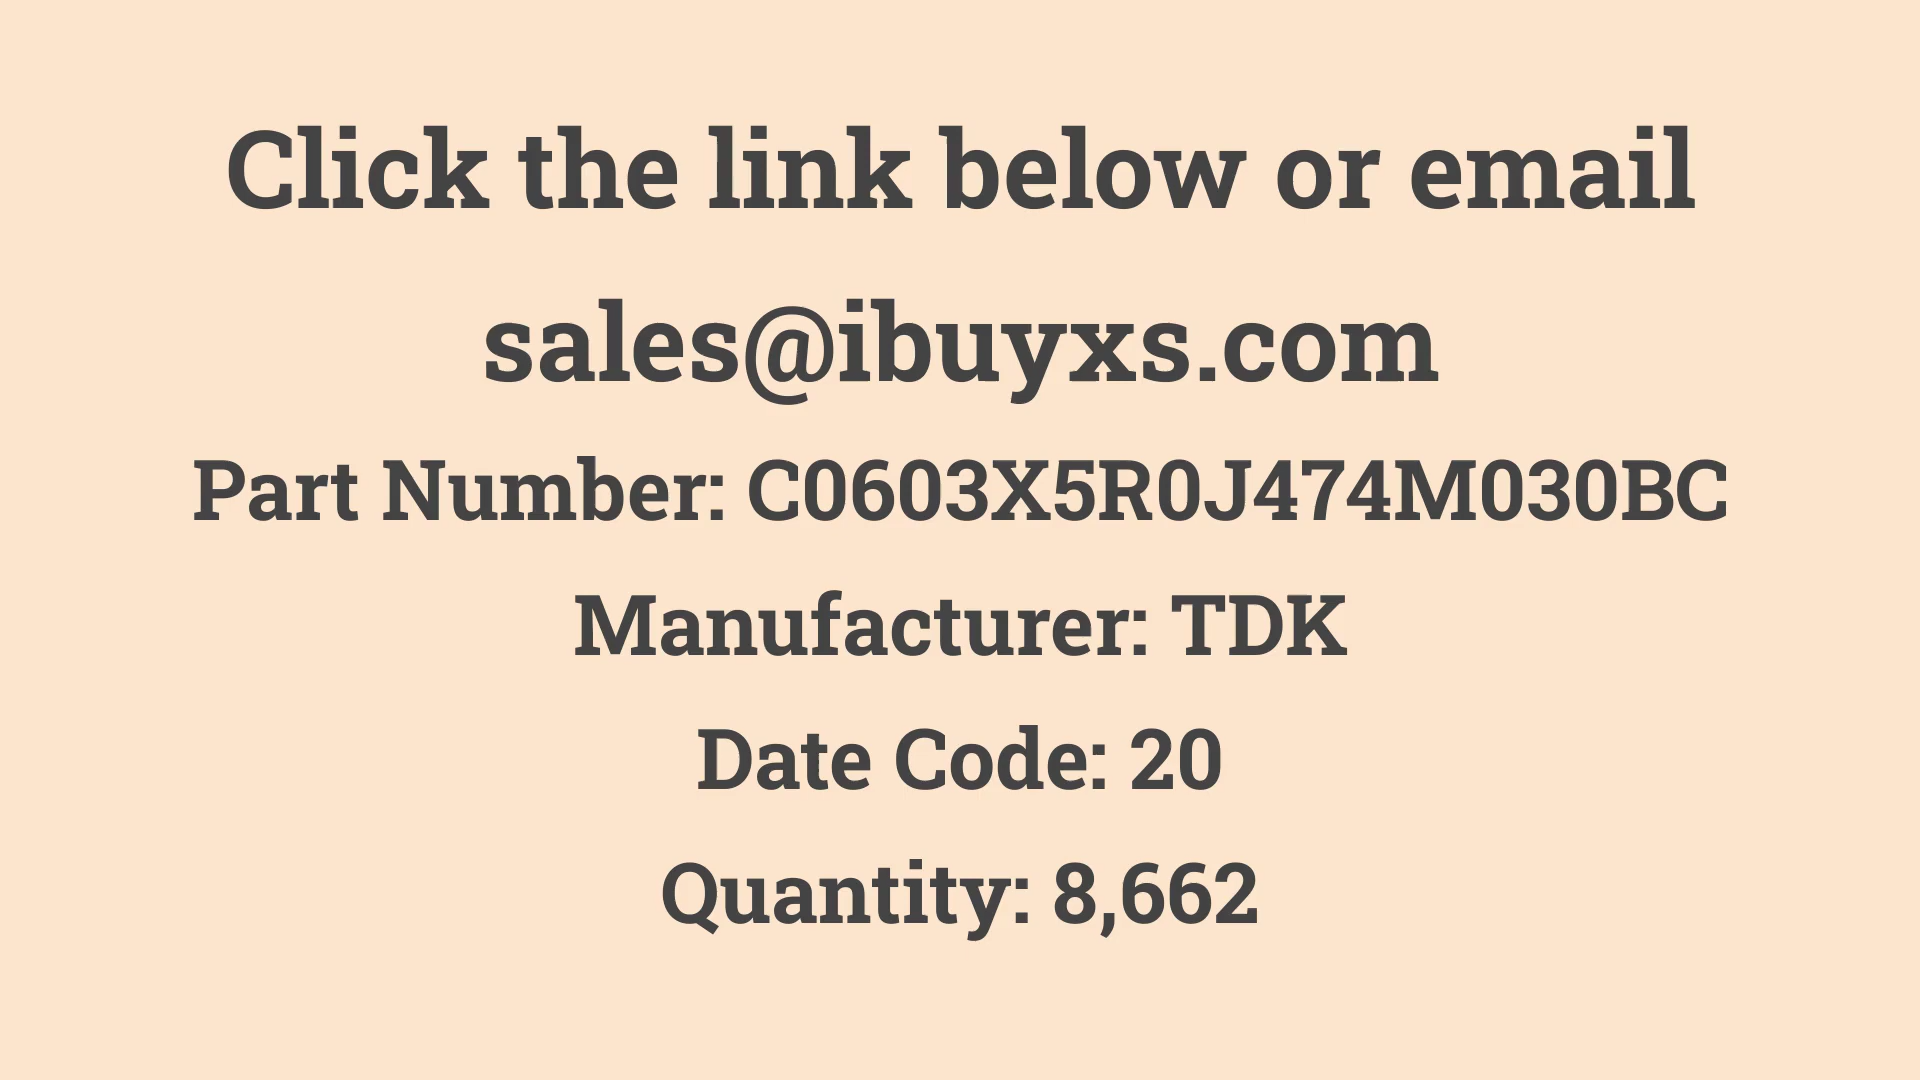 Click the link below or email
sales@ibuyxs.com
Part Number: C0603X5R0J474M030BC
Manufacturer: TDK
Date Code: 20
Quantity: 8,662